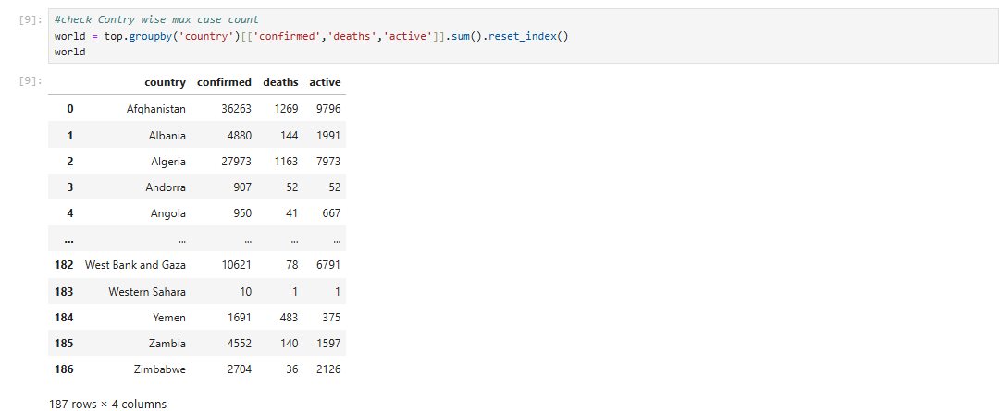 [9]: #check Contry wise max case count
world = top.groupby('country')[['confirmed','deaths','active']].sum().reset_index()
world
[9]:
country confirmed deaths active
0 Afghanistan 36263 1269 9796
1 Albania 4880 144 1991
2 Algeria 27973 1163 7973
3 Andorra 907 52 52
4 Angola 950 41 667
... ... ... ... ...
182 West Bank and Gaza 10621 78 6791
183 Western Sahara 10 1 1
184 Yemen 1691 483 375
185 Zambia 4552 140 1597
186 Zimbabwe 2704 36 2126
187 rows × 4 columns